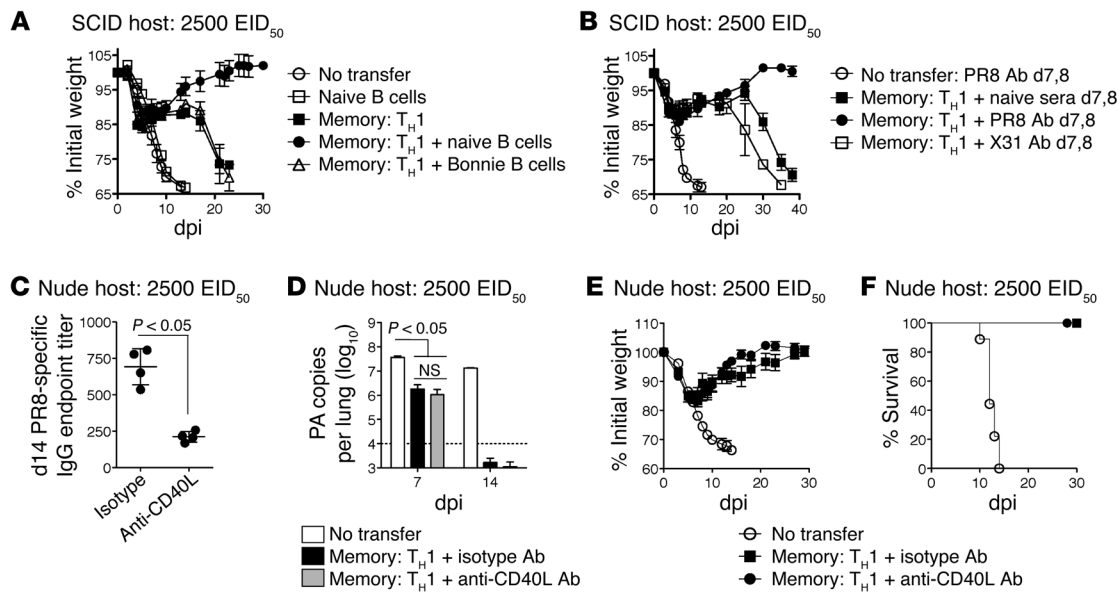 A SCID host: 2500 EID50
% Initial weight
105
95
85
75
65
0 10 20 30
dpi
No transfer
Naive B cells
Memory: TH1
Memory: TH1 + naive B cells
Memory: TH1 + Bonnie B cells
B SCID host: 2500 EID50
% Initial weight
105
95
85
75
65
0 10 20 30 40
dpi
No transfer: PR8 Ab d7,8
Memory: TH1 + naive sera d7,8
Memory: TH1 + PR8 Ab d7,8
Memory: TH1 + X31 Ab d7,8
C Nude host: 2500 EID50
d14 PR8-specific
IgG endpoint titer
1000
750
500
250
0
P < 0.05
Isotype
Anti-CD40L
D Nude host: 2500 EID50
PA copies
per lung (log10)
9
8
7
6
5
4
3
P < 0.05
NS
7 14
dpi
No transfer
Memory: TH1 + isotype Ab
Memory: TH1 + anti-CD40L Ab
E Nude host: 2500 EID50
% Initial weight
110
100
90
80
70
60
0 10 20 30
dpi
F Nude host: 2500 EID50
% Survival
100
80
60
40
20
0
0 10 20 30
dpi
No transfer
Memory: TH1 + isotype Ab
Memory: TH1 + anti-CD40L Ab